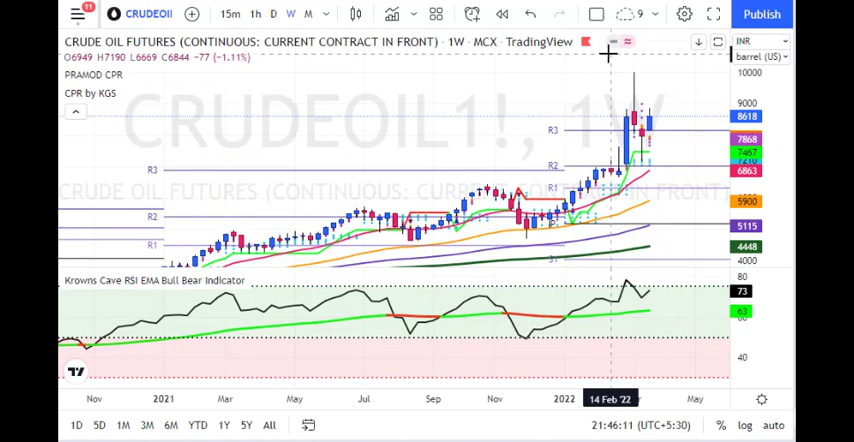 11
CRUDEOI
15m 1h D W M
9
Publish
CRUDE OIL FUTURES (CONTINUOUS: CURRENT CONTRACT IN FRONT) · 1W · MCX · TradingView
INR
O6949 H7190 L6669 C6844 −77 (−1.11%)
barrel (US)
PRAMOD CPR
CPR by KGS
CRUDEOIL1!, 1W
CRUDE OIL FUTURES (CONTINUOUS: CURRENT CONTRACT IN FRONT)
10000
9000
8618
7868
7467
6863
5900
5115
4448
4000
R3
R2
R1
R3
R2
R1
S1
Krowns Cave RSI EMA Bull Bear Indicator
80
73
63
40
Nov 2021 Mar May Jul Sep Nov 2022 14 Feb '22 May
1D 5D 1M 3M 6M YTD 1Y 5Y All
21:46:11 (UTC+5:30)
% log auto